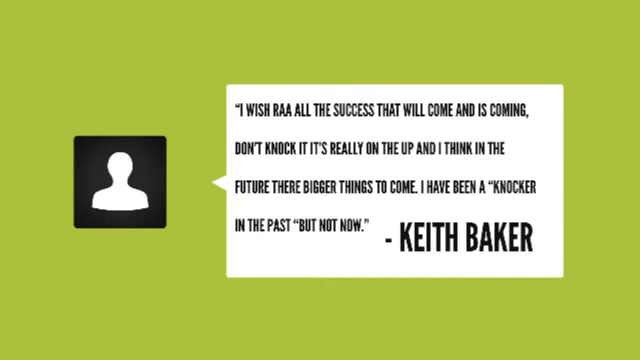 “I WISH RAA ALL THE SUCCESS THAT WILL COME AND IS COMING,
DON'T KNOCK IT IT'S REALLY ON THE UP AND I THINK IN THE
FUTURE THERE BIGGER THINGS TO COME. I HAVE BEEN A “KNOCKER
IN THE PAST “BUT NOT NOW.”
- KEITH BAKER